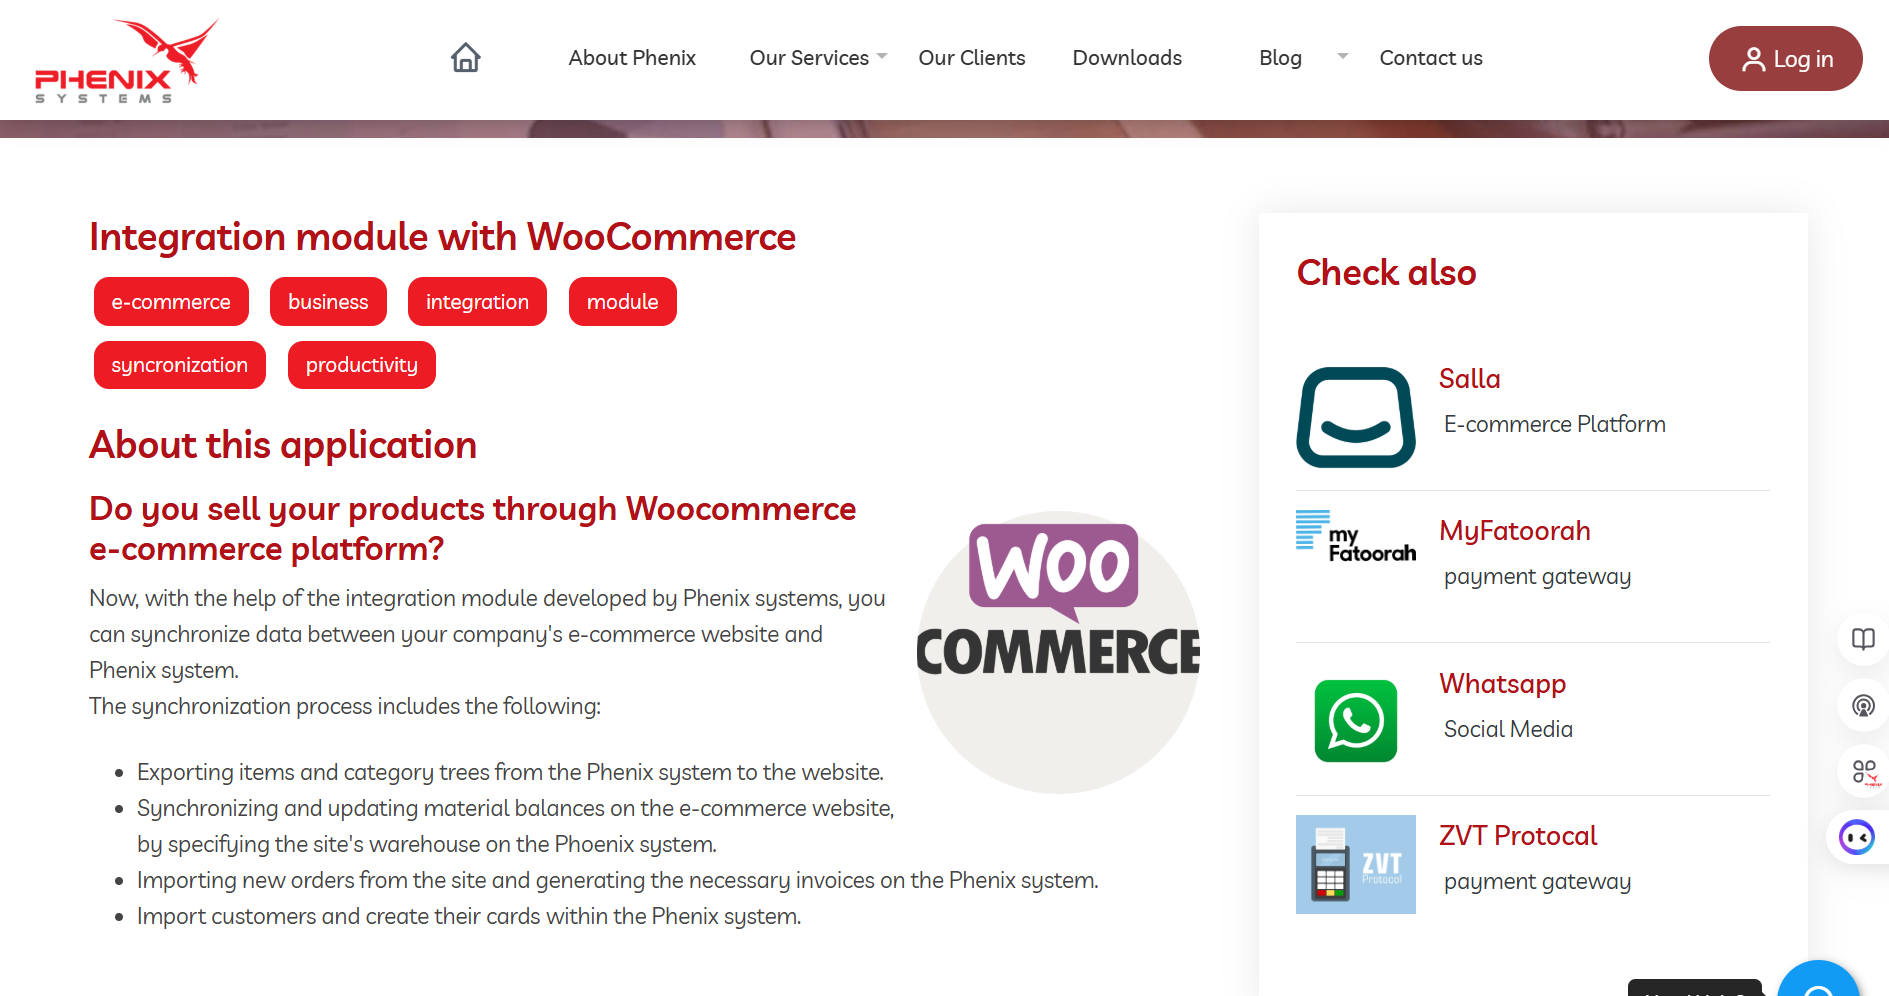 PHENIX
SYSTEMS
About Phenix
Our Services
Our Clients
Downloads
Blog
Contact us
Log in
Integration module with WooCommerce
e-commerce
business
integration
module
syncronization
productivity
About this application
Do you sell your products through Woocommerce
e-commerce platform?
Now, with the help of the integration module developed by Phenix systems, you
can synchronize data between your company's e-commerce website and
Phenix system.
The synchronization process includes the following:
Exporting items and category trees from the Phenix system to the website.
Synchronizing and updating material balances on the e-commerce website,
by specifying the site's warehouse on the Phoenix system.
Importing new orders from the site and generating the necessary invoices on the Phenix system.
Import customers and create their cards within the Phenix system.
WOO
COMMERCE
Check also
Salla
E-commerce Platform
my
Fatoorah
MyFatoorah
payment gateway
Whatsapp
Social Media
ZVT
Protocol
ZVT Protocal
payment gateway